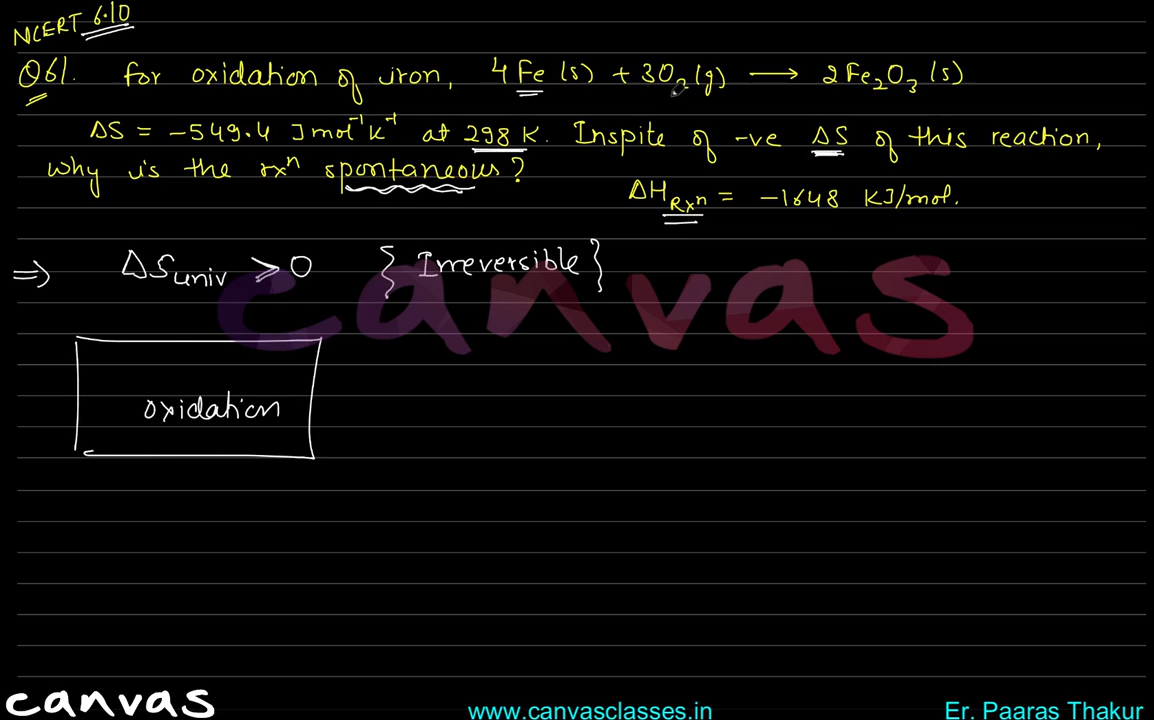 NCERT 6.10
Q61. For oxidation of iron, 4Fe(s) + 3O₂(g) ⟶ 2Fe₂O₃(s)
ΔS = -549.4 J mol⁻¹ K⁻¹ at 298 K. Inspite of -ve ΔS of this reaction,
why is the rxⁿ spontaneous?
ΔH_Rxn = -1648 KJ/mol.
⇒ ΔS_univ ≥ 0 { Irreversible }
canvas
oxidation
canvas
www.canvasclasses.in
Er. Paaras Thakur